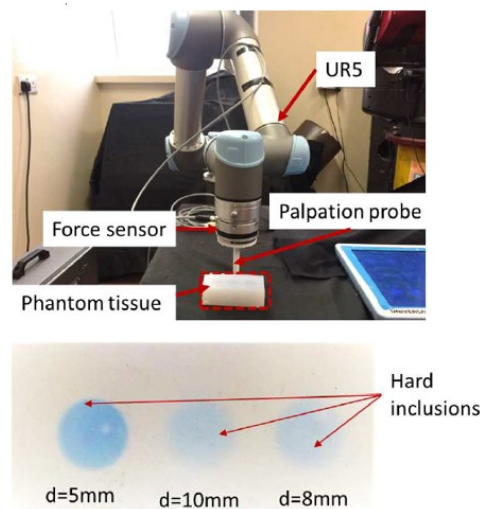 UR5
Force sensor
Palpation probe
Phantom tissue
Hard
inclusions
d=5mm
d=10mm
d=8mm